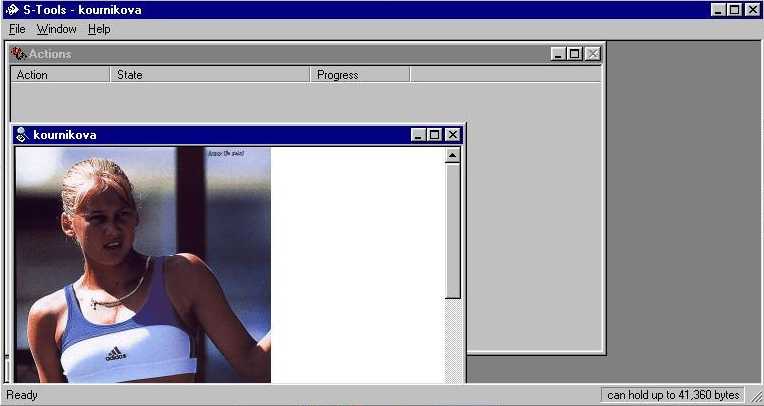 S-Tools - kournikova
File Window Help
Actions
Action State Progress
kournikova
adidas
Ready can hold up to 41,360 bytes